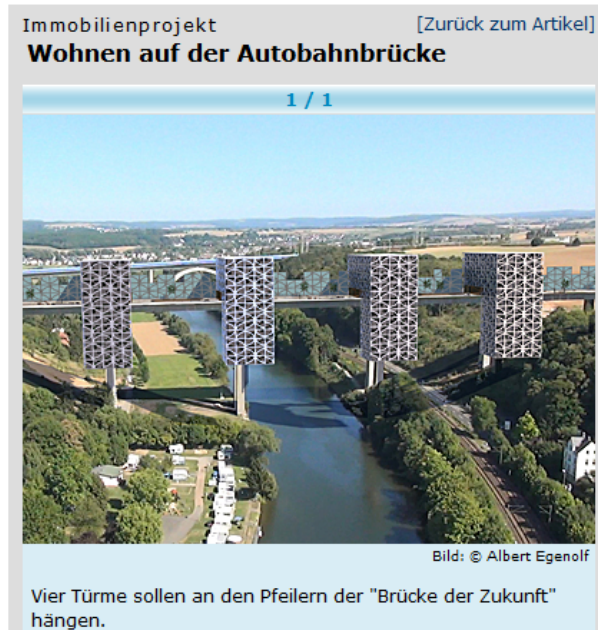 Immobilienprojekt [Zurück zum Artikel]
Wohnen auf der Autobahnbrücke
1 / 1
Bild: © Albert Egenolf
Vier Türme sollen an den Pfeilern der "Brücke der Zukunft"
hängen.